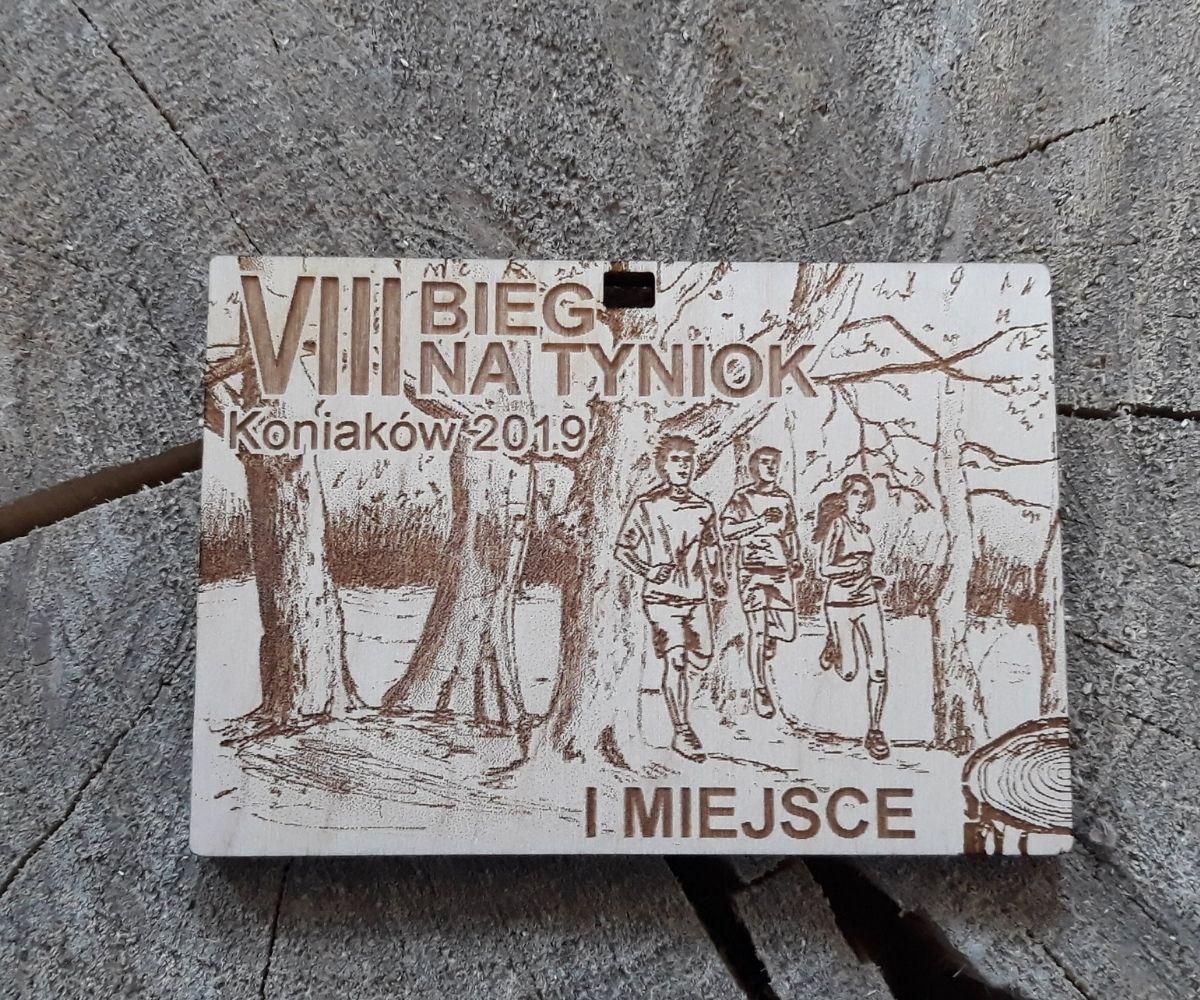 VIII BIEG
NA TYNIOK
Koniaków 2019
I MIEJSCE